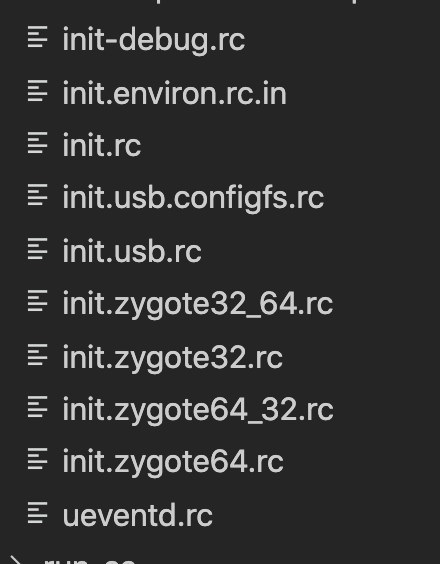 init-debug.rc
init.environ.rc.in
init.rc
init.usb.configfs.rc
init.usb.rc
init.zygote32_64.rc
init.zygote32.rc
init.zygote64_32.rc
init.zygote64.rc
ueventd.rc